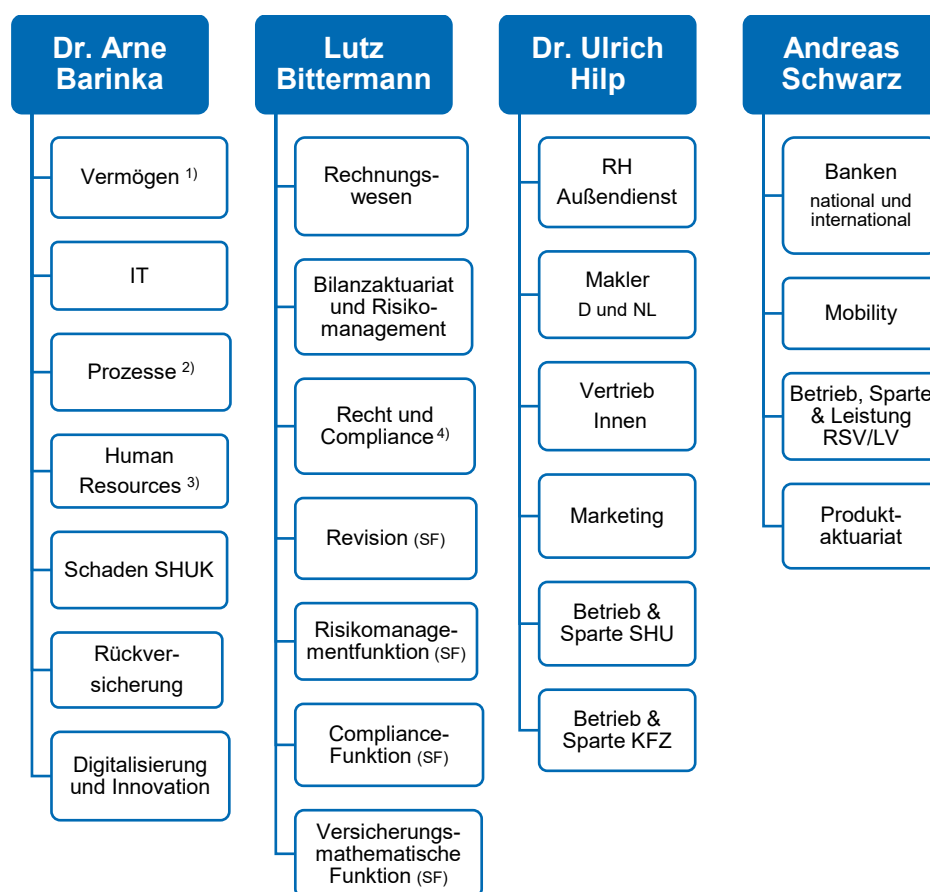 Dr. Arne
Barinka
Vermögen 1)
IT
Prozesse 2)
Human
Resources 3)
Schaden SHUK
Rückver-
sicherung
Digitalisierung
und Innovation
Lutz
Bittermann
Rechnungs-
wesen
Bilanzaktuariat
und Risiko-
management
Recht und
Compliance 4)
Revision (SF)
Risikomanage-
mentfunktion (SF)
Compliance-
Funktion (SF)
Versicherungs-
mathematische
Funktion (SF)
Dr. Ulrich
Hilp
RH
Außendienst
Makler
D und NL
Vertrieb
Innen
Marketing
Betrieb &
Sparte SHU
Betrieb &
Sparte KFZ
Andreas
Schwarz
Banken
national und
international
Mobility
Betrieb, Sparte
& Leistung
RSV/LV
Produkt-
aktuariat